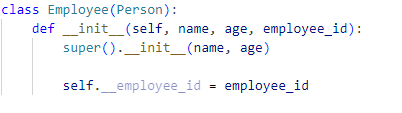 class Employee(Person):
    def __init__(self, name, age, employee_id):
        super().__init__(name, age)
        self.__employee_id = employee_id